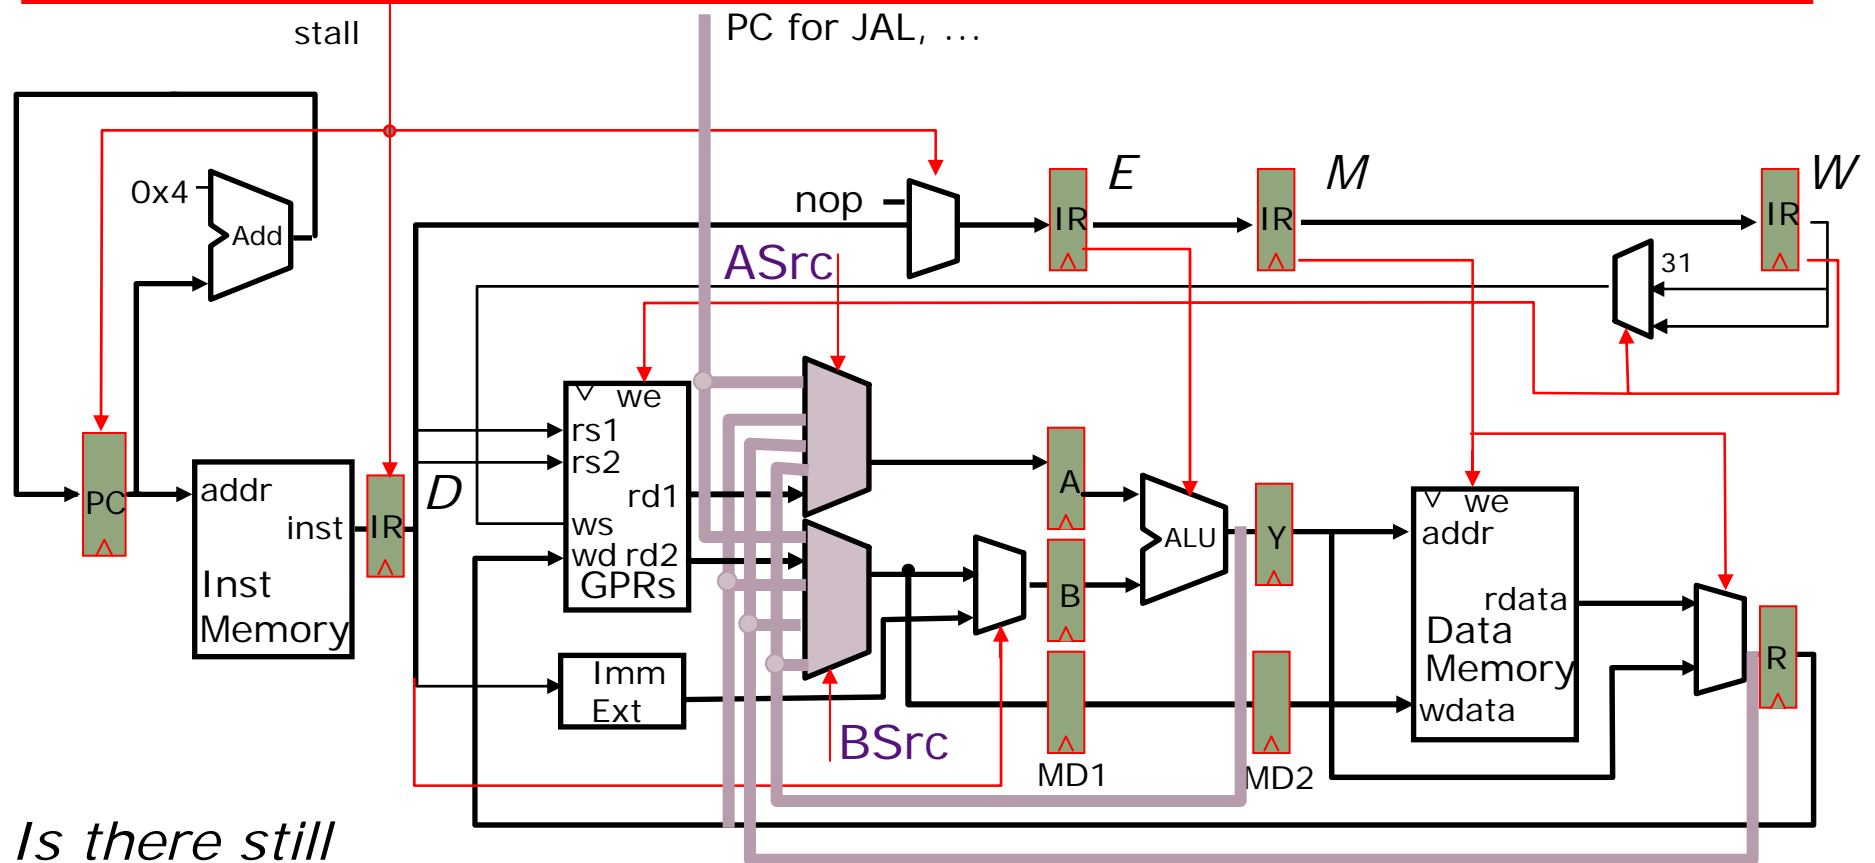 stall
PC for JAL, ...
E
M
W
0x4
Add
nop
IR
IR
IR
ASrc
31
we
rs1
rs2
PC
addr
D
rd1
A
we
inst
IR
ws
ALU
Y
addr
wd rd2
Inst
GPRs
B
rdata
Memory
Data
Imm
Memory
R
Ext
wdata
BSrc
MD1
MD2
Is there still